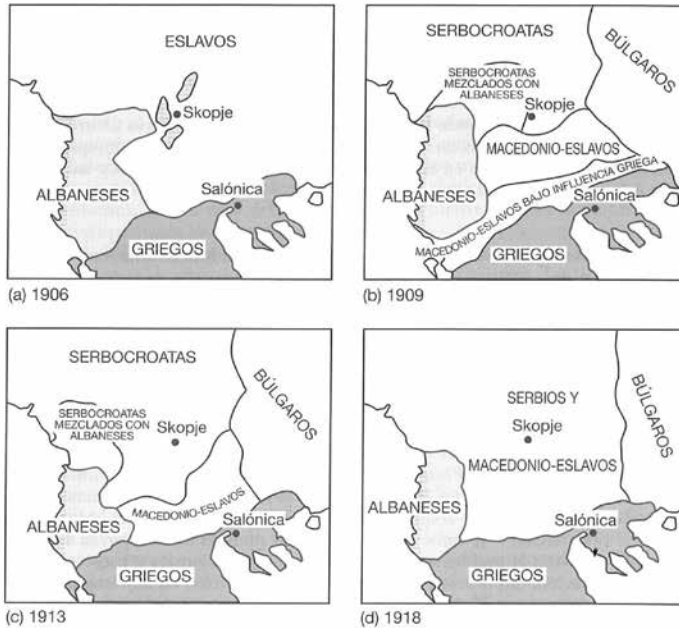 ESLAVOS
Skopje
ALBANESES
Salónica
GRIEGOS
(a) 1906
SERBOCROATAS
BÚLGAROS
SERBOCROATAS
MEZCLADOS CON
ALBANESES
Skopje
MACEDONIO-ESLAVOS
ALBANESES
MACEDONIO-ESLAVOS BAJO INFLUENCIA GRIEGA
Salónica
GRIEGOS
(b) 1909
SERBOCROATAS
BÚLGAROS
SERBOCROATAS
MEZCLADOS CON
ALBANESES
Skopje
MACEDONIO-ESLAVOS
ALBANESES
Salónica
GRIEGOS
(c) 1913
SERBIOS Y
BÚLGAROS
Skopje
MACEDONIO-ESLAVOS
ALBANESES
Salónica
GRIEGOS
(d) 1918